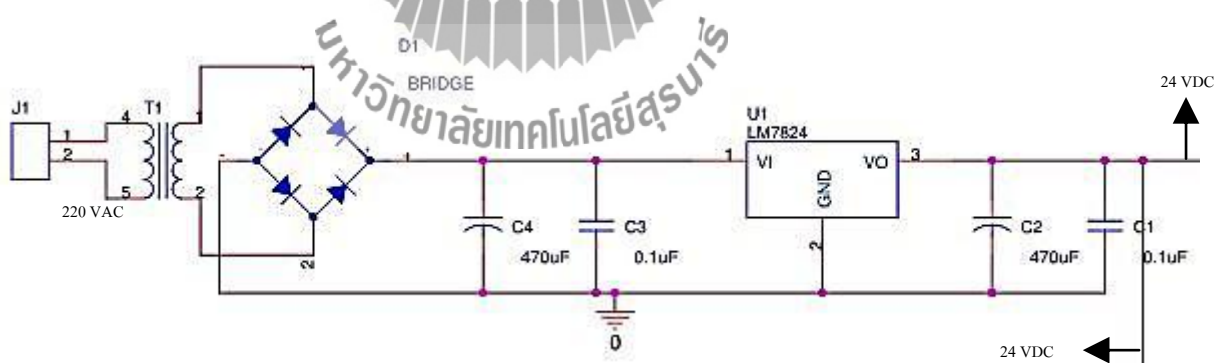 มหาวิทยาลัยเทคโนโลยีสุรนารี
D1
BRIDGE
24 VDC
J1
T1
1
2
4
5
1
2
220 VAC
1
2
-
+
U1
LM7824
1
VI
VO
3
GND
2
C4
470uF
C3
0.1uF
C2
470uF
C1
0.1uF
0
24 VDC